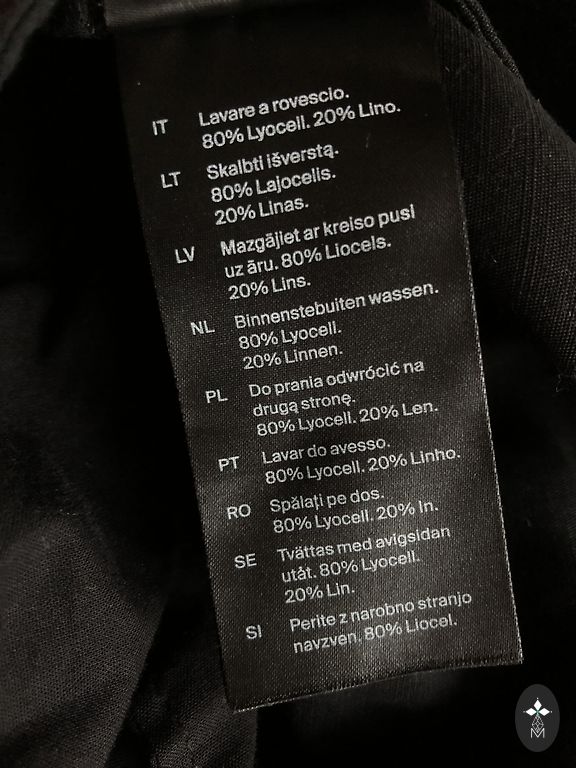 IT Lavare a rovescio.
80% Lyocell. 20% Lino.
LT Skalbti išverstą.
80% Lajocelis.
20% Linas.
LV Mazgājiet ar kreiso pusi
uz āru. 80% Liocels.
20% Lins.
NL Binnenstebuiten wassen.
80% Lyocell.
20% Linnen.
PL Do prania odwrócić na
drugą stronę.
80% Lyocell. 20% Len.
PT Lavar do avesso.
80% Lyocell. 20% Linho.
RO Spălați pe dos.
80% Lyocell. 20% In.
SE Tvättas med avigsidan
utåt. 80% Lyocell.
20% Lin.
SI Perite z narobno stranjo
navzven. 80% Liocel.
M